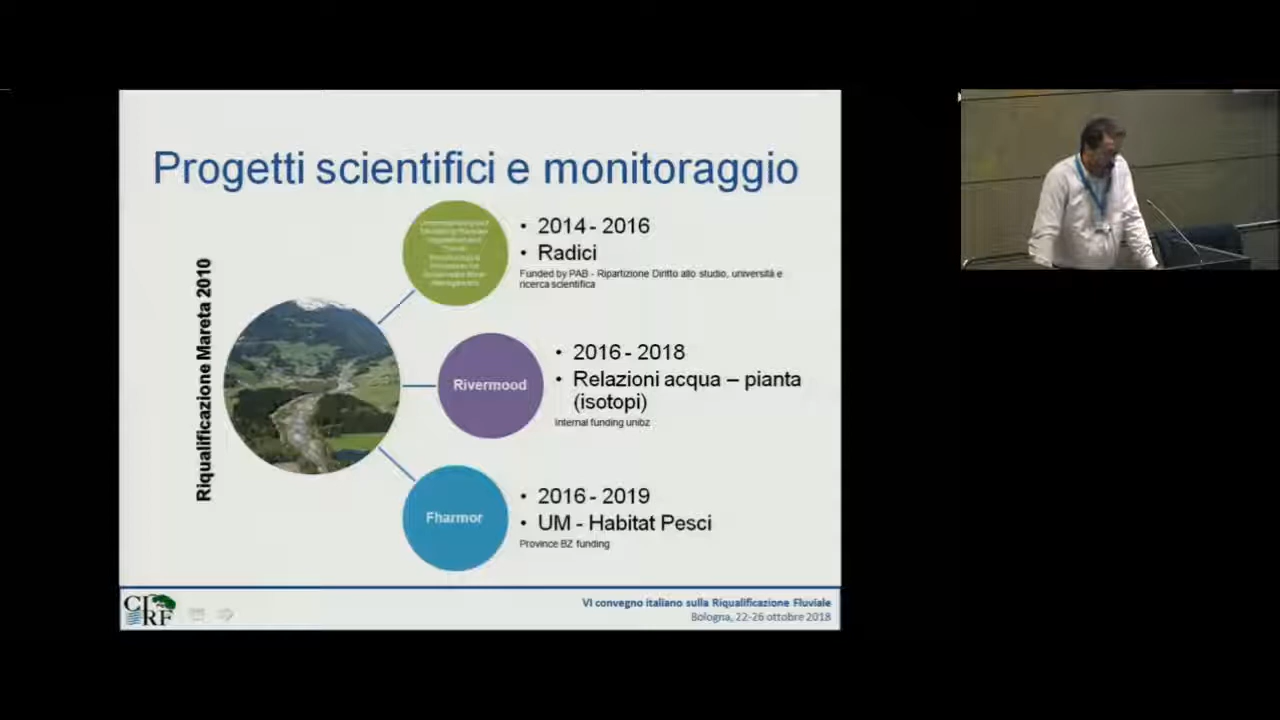 Progetti scientifici e monitoraggio
Riqualificazione Mareta 2010
• 2014 - 2016
• Radici
Funded by PAB - Ripartizione Diritto allo studio, università e
ricerca scientifica
Rivermood
• 2016 - 2018
• Relazioni acqua – pianta
(isotopi)
Internal funding unibz
Fharmor
• 2016 - 2019
• UM - Habitat Pesci
Province BZ funding
CIRF
VI convegno italiano sulla Riqualificazione Fluviale
Bologna, 22-26 ottobre 2018